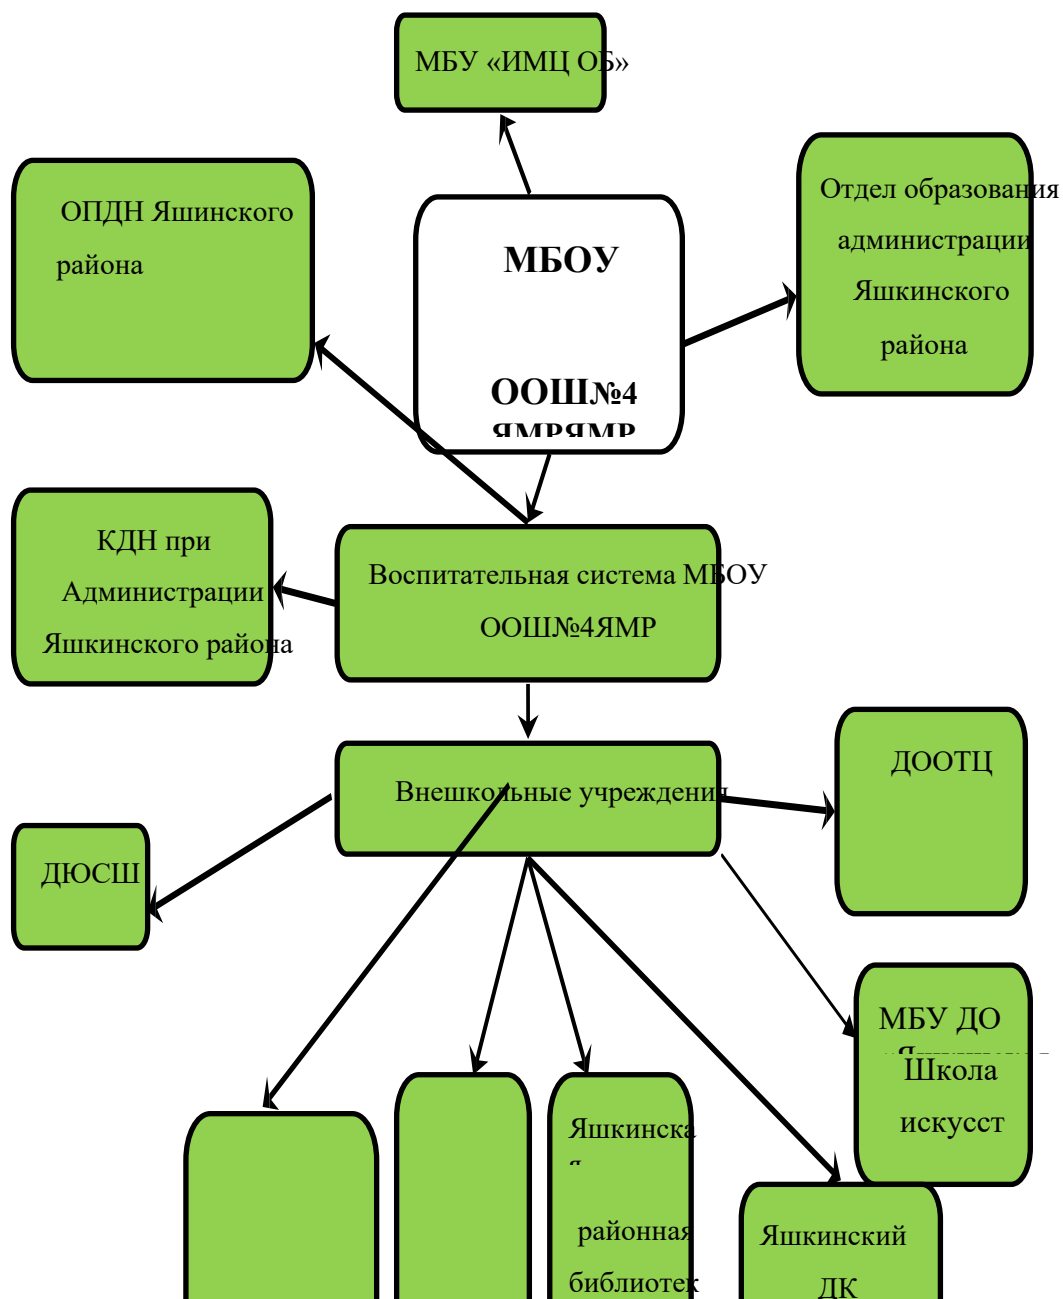 МБУ «ИМЦ ОБ»
ОПДН Яшинского
района
МБОУ
ООШ№4
ЯМРЯМР
Отдел образования
администрации
Яшкинского
района
КДН при
Администрации
Яшкинского района
Воспитательная система МБОУ
ООШ№4ЯМР
Внешкольные учреждения
ДООТЦ
ДЮСШ
МБУ ДО
Школа
искусст
Яшкинска
я
районная
библиотек
Яшкинский
ДК